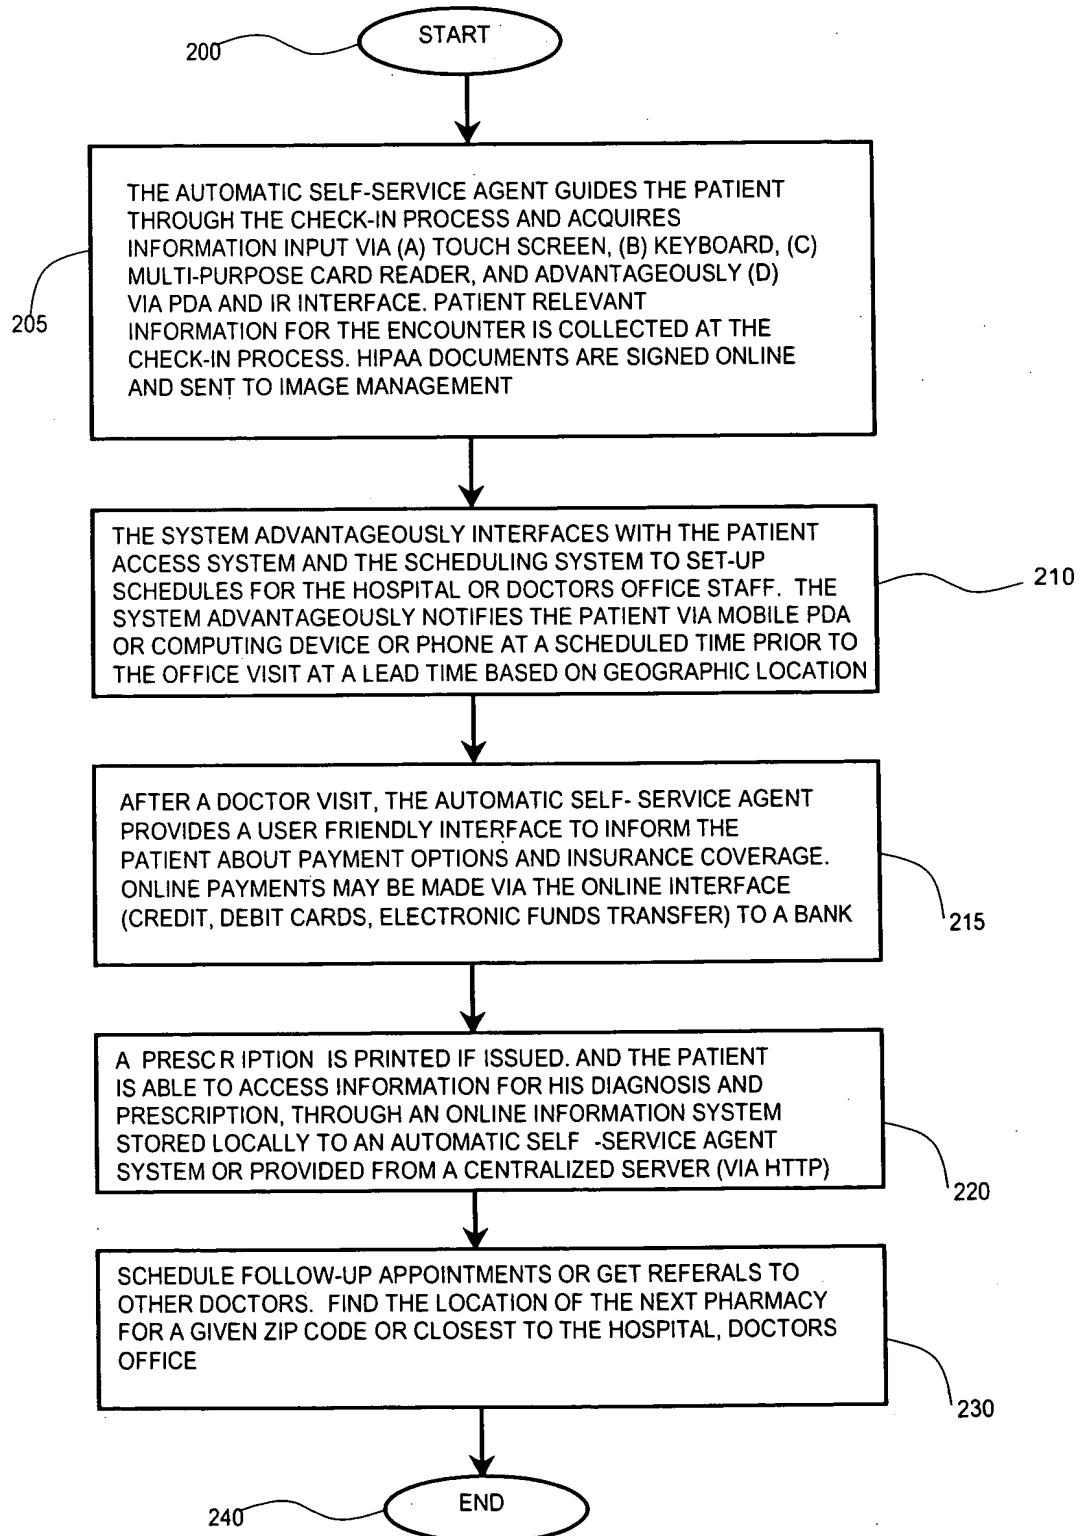 START
200
THE AUTOMATIC SELF-SERVICE AGENT GUIDES THE PATIENT
THROUGH THE CHECK-IN PROCESS AND ACQUIRES
INFORMATION INPUT VIA (A) TOUCH SCREEN, (B) KEYBOARD, (C)
MULTI-PURPOSE CARD READER, AND ADVANTAGEOUSLY (D)
VIA PDA AND IR INTERFACE. PATIENT RELEVANT
INFORMATION FOR THE ENCOUNTER IS COLLECTED AT THE
CHECK-IN PROCESS. HIPAA DOCUMENTS ARE SIGNED ONLINE
AND SENT TO IMAGE MANAGEMENT
205
THE SYSTEM ADVANTAGEOUSLY INTERFACES WITH THE PATIENT
ACCESS SYSTEM AND THE SCHEDULING SYSTEM TO SET-UP
SCHEDULES FOR THE HOSPITAL OR DOCTORS OFFICE STAFF. THE
SYSTEM ADVANTAGEOUSLY NOTIFIES THE PATIENT VIA MOBILE PDA
OR COMPUTING DEVICE OR PHONE AT A SCHEDULED TIME PRIOR TO
THE OFFICE VISIT AT A LEAD TIME BASED ON GEOGRAPHIC LOCATION
210
AFTER A DOCTOR VISIT, THE AUTOMATIC SELF- SERVICE AGENT
PROVIDES A USER FRIENDLY INTERFACE TO INFORM THE
PATIENT ABOUT PAYMENT OPTIONS AND INSURANCE COVERAGE.
ONLINE PAYMENTS MAY BE MADE VIA THE ONLINE INTERFACE
(CREDIT, DEBIT CARDS, ELECTRONIC FUNDS TRANSFER) TO A BANK
215
A PRESCR IPTION IS PRINTED IF ISSUED. AND THE PATIENT
IS ABLE TO ACCESS INFORMATION FOR HIS DIAGNOSIS AND
PRESCRIPTION, THROUGH AN ONLINE INFORMATION SYSTEM
STORED LOCALLY TO AN AUTOMATIC SELF -SERVICE AGENT
SYSTEM OR PROVIDED FROM A CENTRALIZED SERVER (VIA HTTP)
220
SCHEDULE FOLLOW-UP APPOINTMENTS OR GET REFERALS TO
OTHER DOCTORS. FIND THE LOCATION OF THE NEXT PHARMACY
FOR A GIVEN ZIP CODE OR CLOSEST TO THE HOSPITAL, DOCTORS
OFFICE
230
END
240